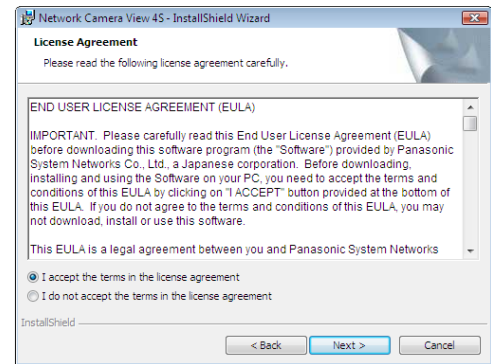 Network Camera View 4S - InstallShield Wizard
License Agreement
Please read the following license agreement carefully.
END USER LICENSE AGREEMENT (EULA)
IMPORTANT. Please carefully read this End User License Agreement (EULA)
before downloading this software program (the "Software") provided by Panasonic
System Networks Co., Ltd., a Japanese corporation. Before downloading,
installing and using the Software on your PC, you need to accept the terms and
conditions of this EULA by clicking on "I ACCEPT" button provided at the bottom of
this EULA. If you do not agree to the terms and conditions of this EULA, you may
not download, install or use this software.
This EULA is a legal agreement between you and Panasonic System Networks
I accept the terms in the license agreement
I do not accept the terms in the license agreement
InstallShield
< Back
Next >
Cancel